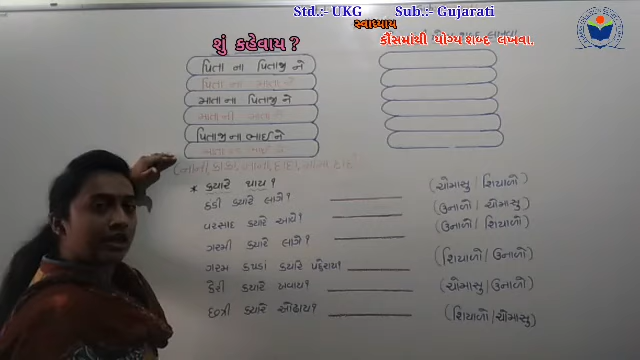 Std.:- UKG Sub.:- Gujarati
સ્વાધ્યાય
શું કહેવાય ?
કૌંસમાંથી યોગ્ય શબ્દ લખવા.
પિતા ના પિતાજી ને
પિતા ના માતા ને
માતા ના પિતાજી ને
માતા ની માતા ને
પિતાજી ના ભાઈ ને
માતા ના ભાઈ ને
(નાની, કાકા, નાના, દાદા, મામા, દાદી
* ક્યારે થાય ?
ઠંડી ક્યારે લાગે ? (ચોમાસુ / શિયાળો)
વરસાદ ક્યારે આવે ? (ઉનાળો / ચોમાસુ)
ગરમી ક્યારે લાગે ? (ઉનાળો / શિયાળો)
ગરમ કપડાં ક્યારે પહેરાય ? (શિયાળો / ઉનાળો)
કેરી ક્યારે ખવાય ? (ચોમાસુ / ઉનાળો)
છત્રી ક્યારે ઓઢાય ? (શિયાળો / ચોમાસુ)